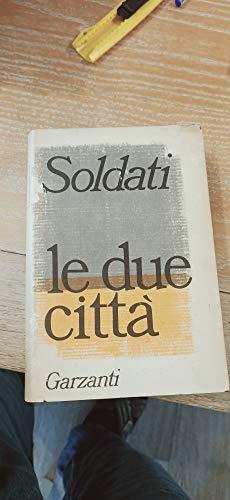 Soldati
le due
città
Garzanti